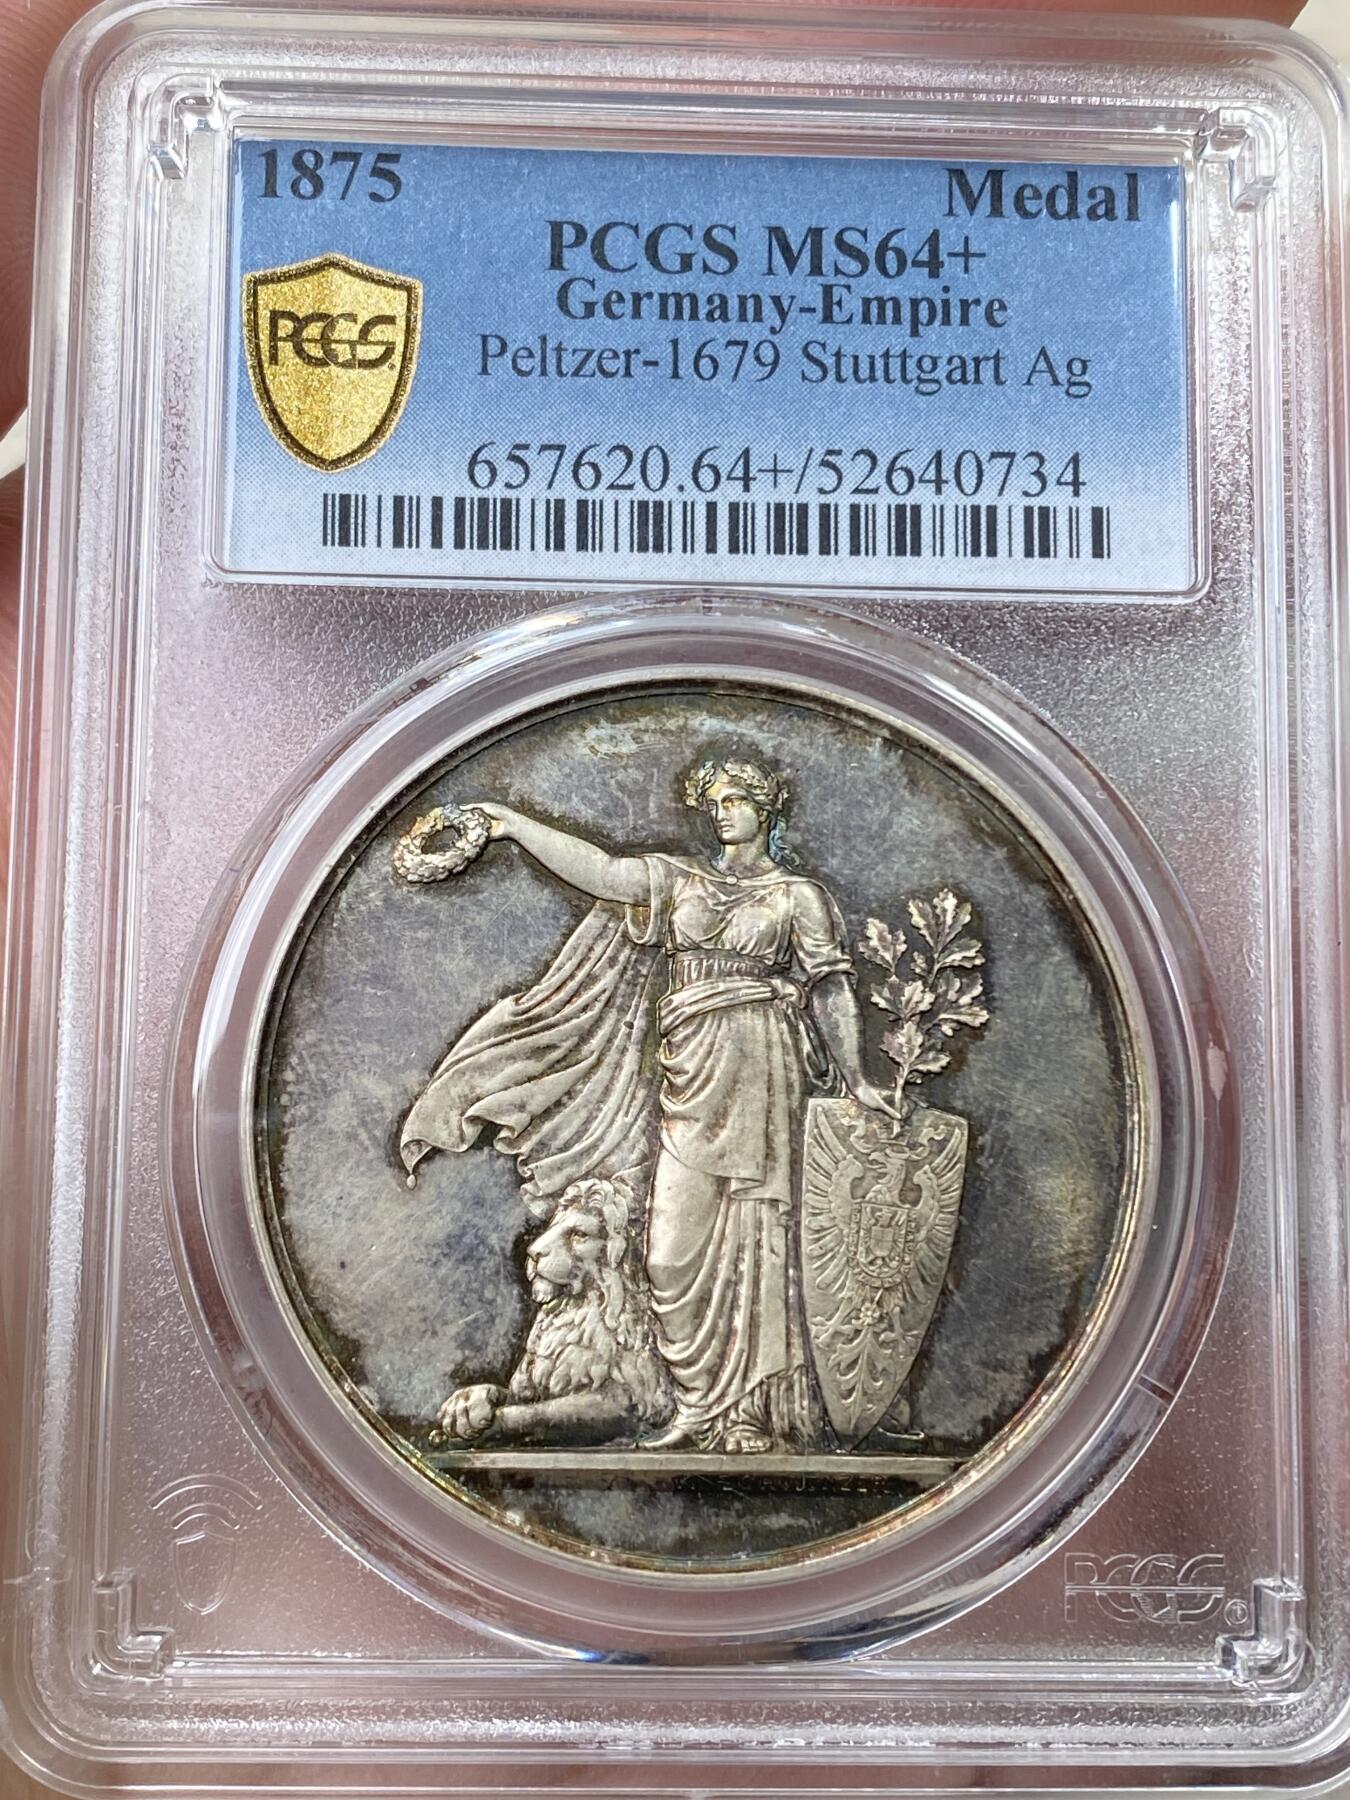 1875
Medal
PCGS MS64+
Germany-Empire
PCGS
Peltzer-1679 Stuttgart Ag
657620.64+/52640734
PCGS